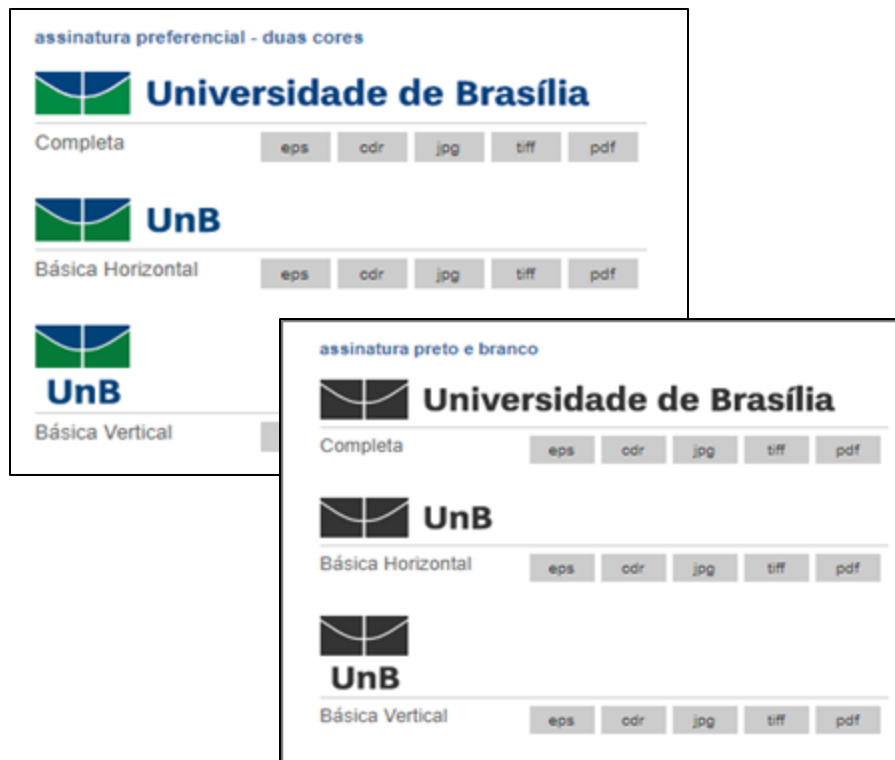 assinatura preferencial - duas cores
Universidade de Brasília
Completa eps cdr jpg tiff pdf
UnB
Básica Horizontal eps cdr jpg tiff pdf
UnB
Básica Vertical
assinatura preto e branco
Universidade de Brasília
Completa eps cdr jpg tiff pdf
UnB
Básica Horizontal eps cdr jpg tiff pdf
UnB
Básica Vertical eps cdr jpg tiff pdf